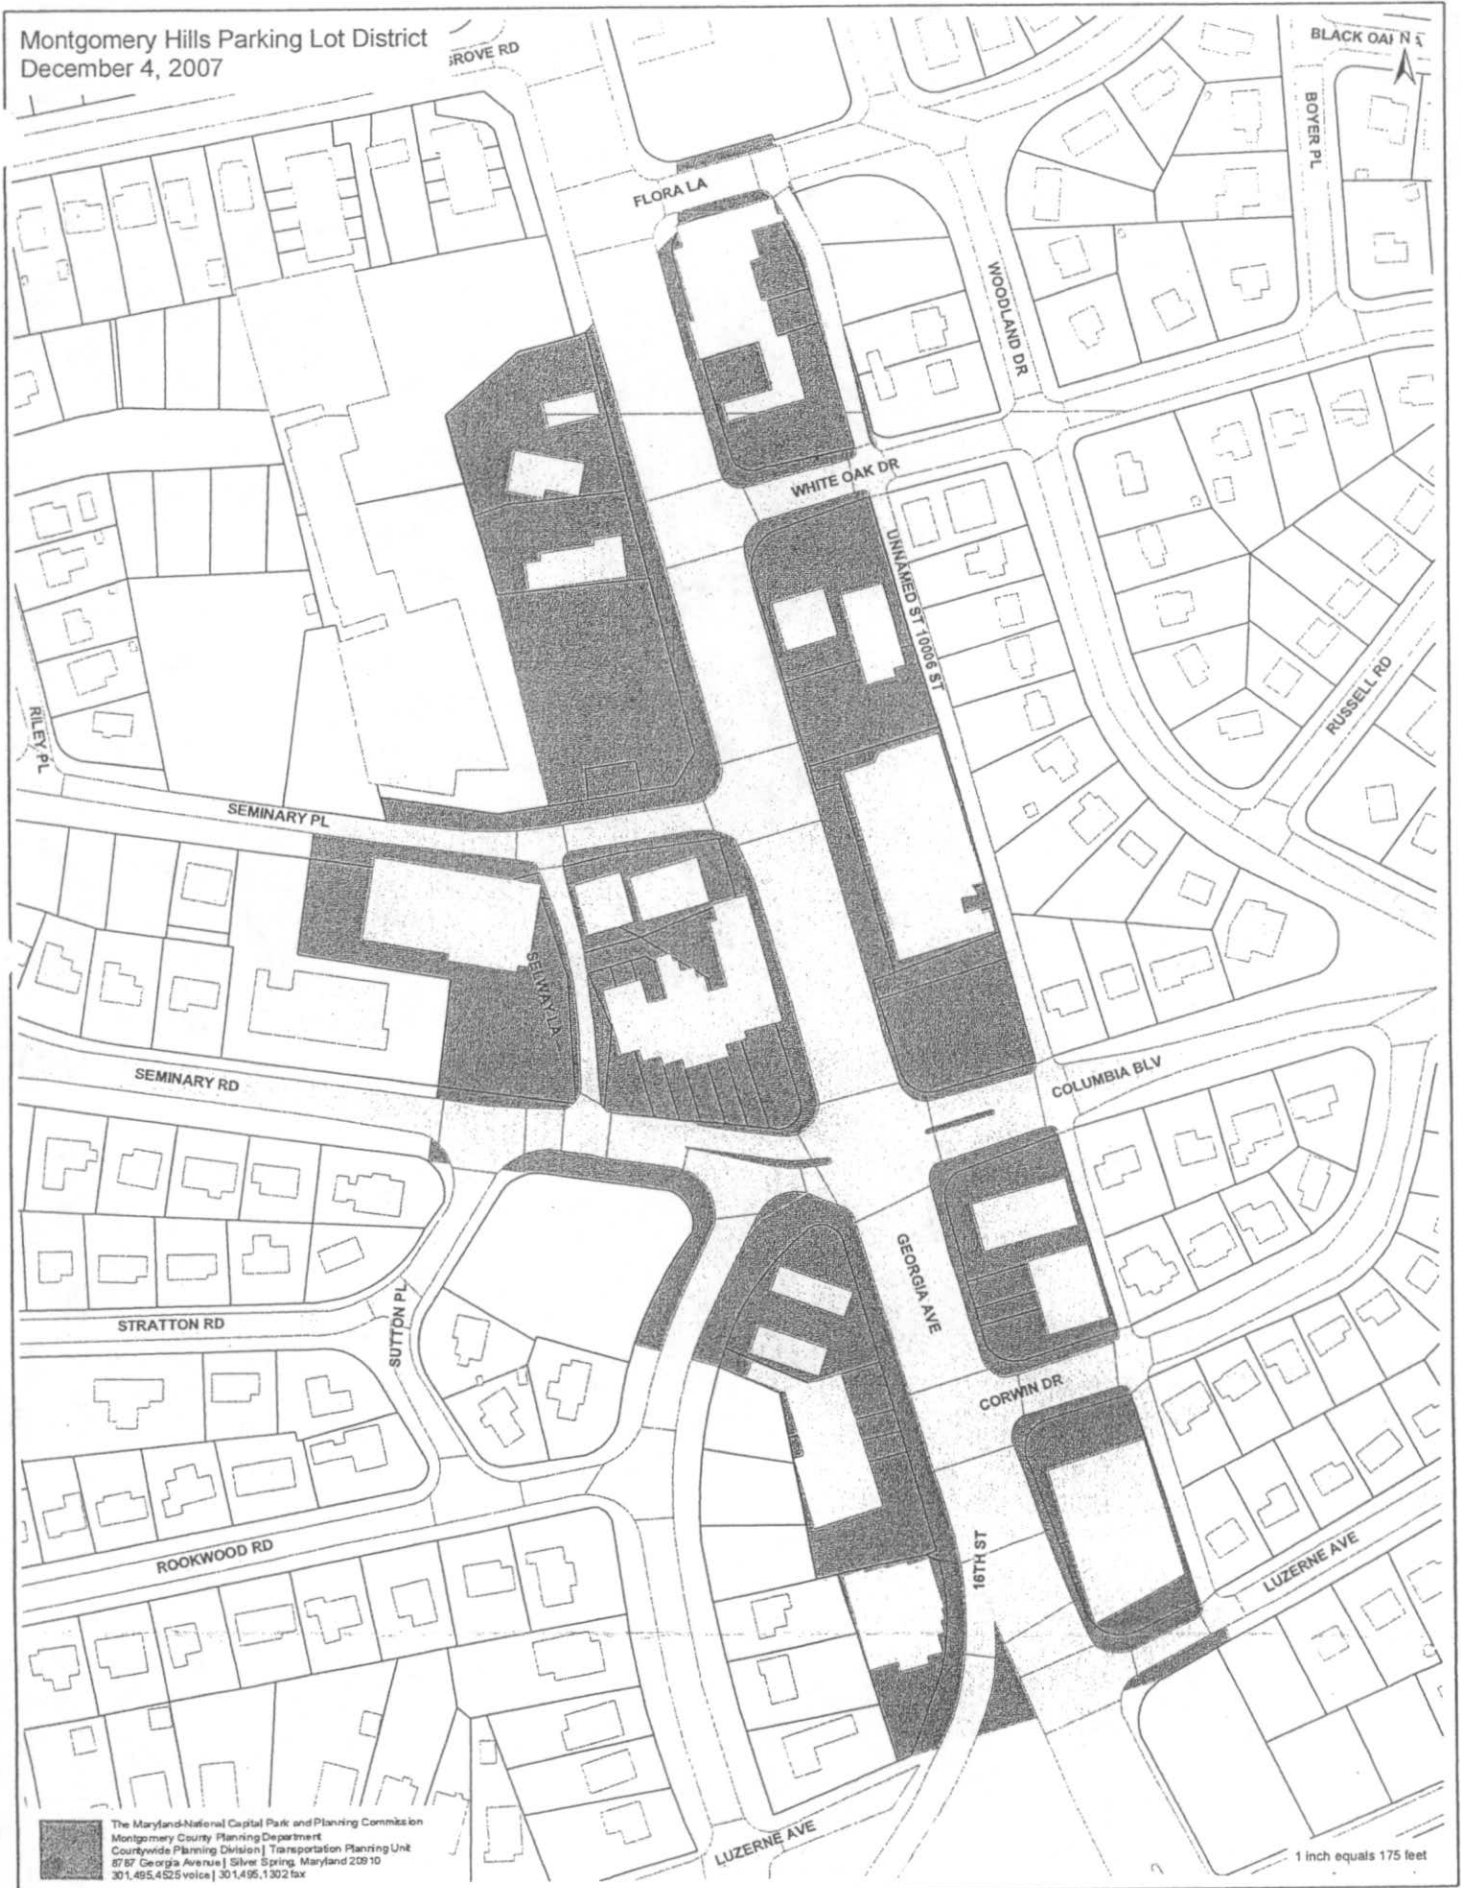 Montgomery Hills Parking Lot District
December 4, 2007
ROVE RD
BLACK OAK
N
BOYER PL
FLORA LA
WOODLAND DR
WHITE OAK DR
UNNAMED ST 10006 ST
RUSSELL RD
RILEY PL
SEMINARY PL
SELWAY LA
SEMINARY RD
COLUMBIA BLV
GEORGIA AVE
STRATTON RD
SUTTON PL
CORWIN DR
ROOKWOOD RD
16TH ST
LUZERNE AVE
LUZERNE AVE
The Maryland-National Capital Park and Planning Commission
Montgomery County Planning Department
Countywide Planning Division | Transportation Planning Unit
8787 Georgia Avenue | Silver Spring, Maryland 20910
301.495.4525 voice | 301.495.1302 fax
1 inch equals 175 feet